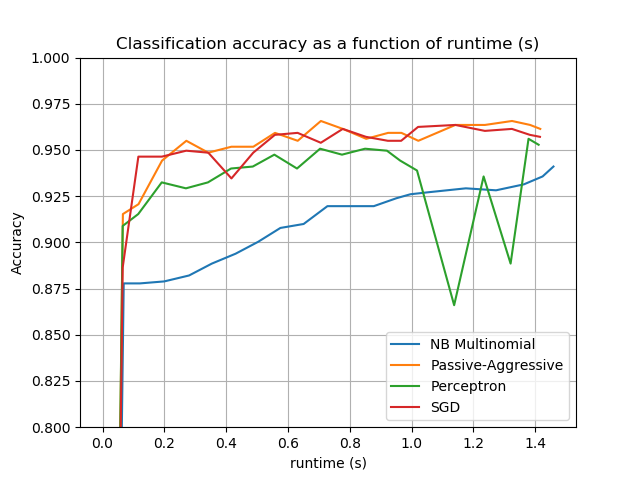 Classification accuracy as a function of runtime (s)
1.000
0.975
0.950
0.925
0.900
0.875
0.850
0.825
0.800
Accuracy
NB Multinomial
Passive-Aggressive
Perceptron
SGD
0.0 0.2 0.4 0.6 0.8 1.0 1.2 1.4
runtime (s)